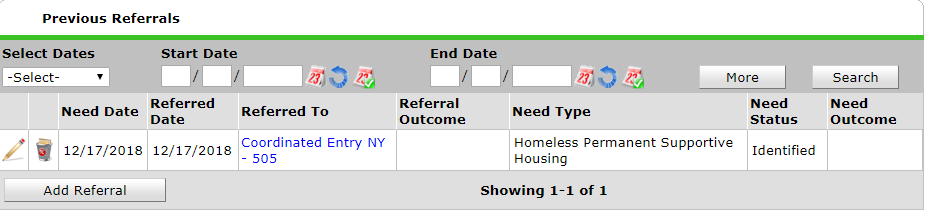 Previous Referrals
Select Dates Start Date End Date
-Select- / / / / More Search
Need Date Referred Date Referred To Referral Outcome Need Type Need Status Need Outcome
12/17/2018 12/17/2018 Coordinated Entry NY - 505 Homeless Permanent Supportive Housing Identified
Add Referral Showing 1-1 of 1